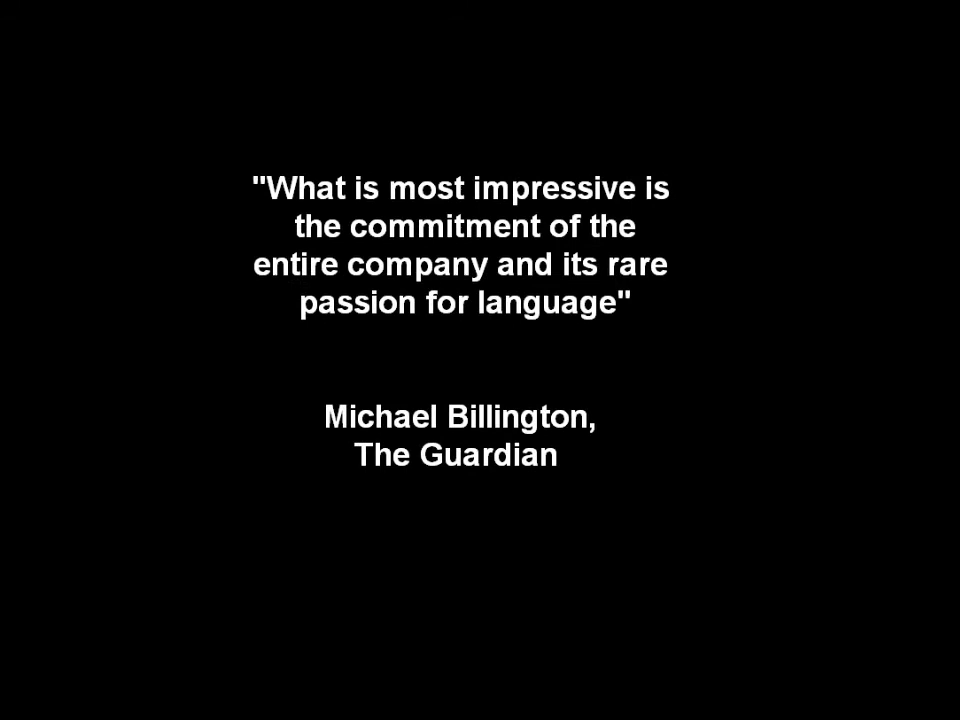 "What is most impressive is
the commitment of the
entire company and its rare
passion for language"
Michael Billington,
The Guardian